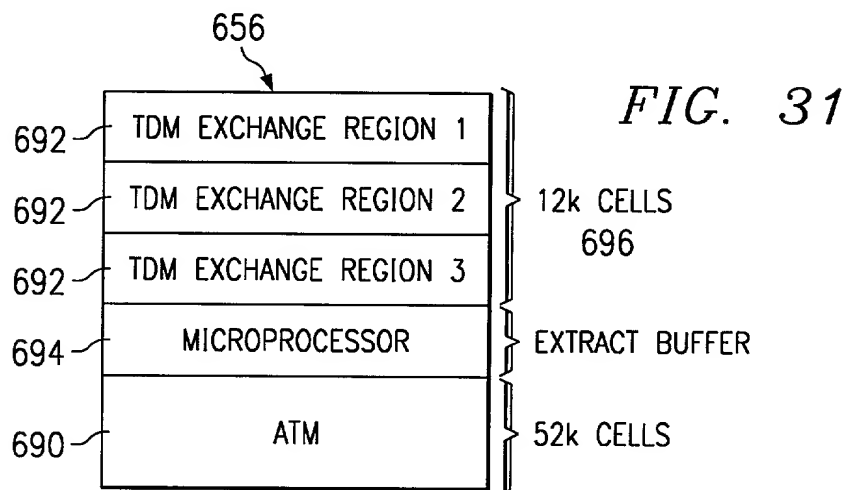 656
FIG. 31
692 TDM EXCHANGE REGION 1
692 TDM EXCHANGE REGION 2
12k CELLS
696
692 TDM EXCHANGE REGION 3
694 MICROPROCESSOR EXTRACT BUFFER
690 ATM 52k CELLS